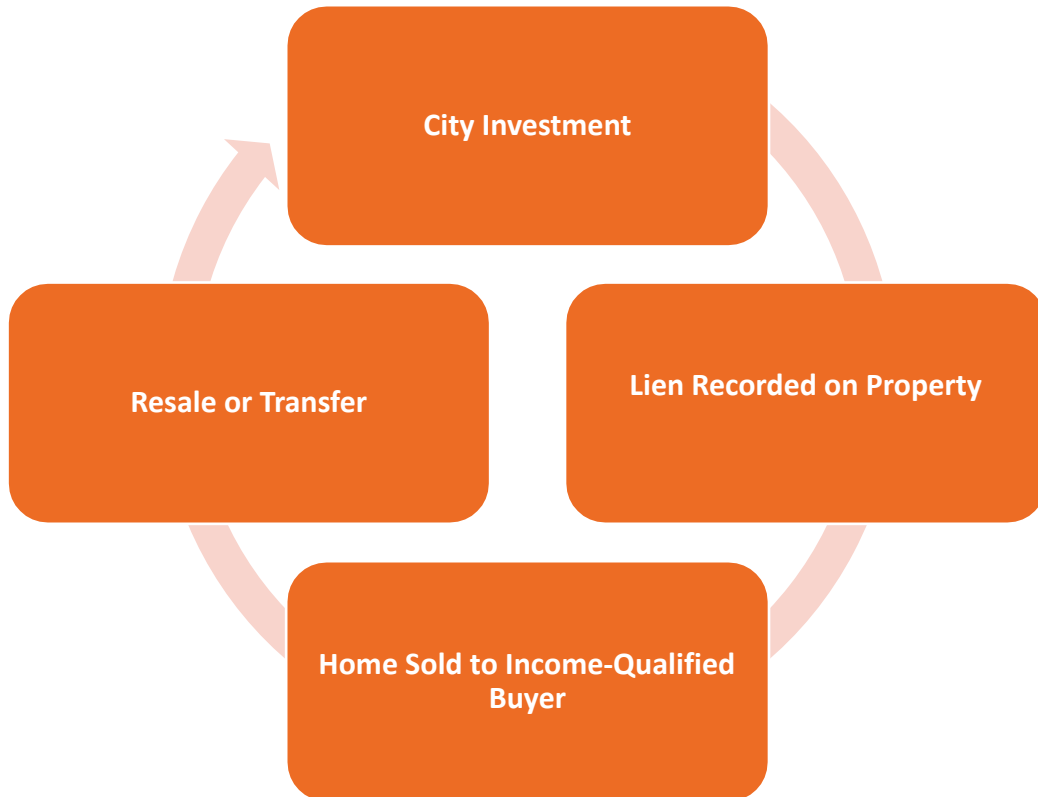 City Investment
Lien Recorded on Property
Home Sold to Income-Qualified
Buyer
Resale or Transfer